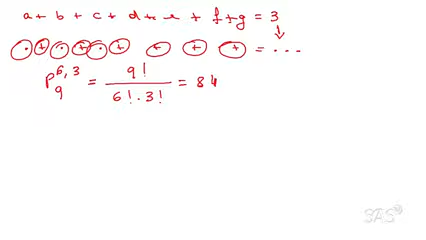 a + b + c + d + e + f + g = 3
↓
. + . + . + + + + = . . .
P₉^{6,3} = 9! / 6! . 3! = 84
SAS